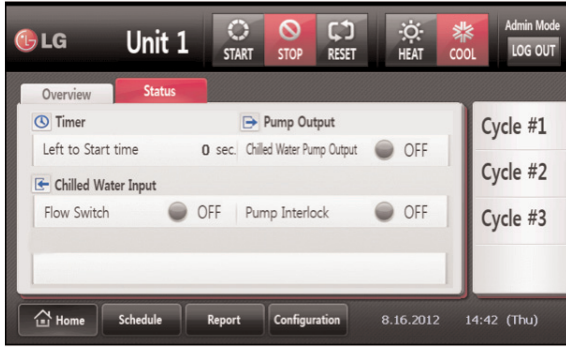 LG Unit 1 START STOP RESET HEAT COOL Admin Mode
LOG OUT
Overview Status
Timer Pump Output
Left to Start time 0 sec. Chilled Water Pump Output OFF
Chilled Water Input
Flow Switch OFF Pump Interlock OFF
Cycle #1
Cycle #2
Cycle #3
Home Schedule Report Configuration 8.16.2012 14:42 (Thu)